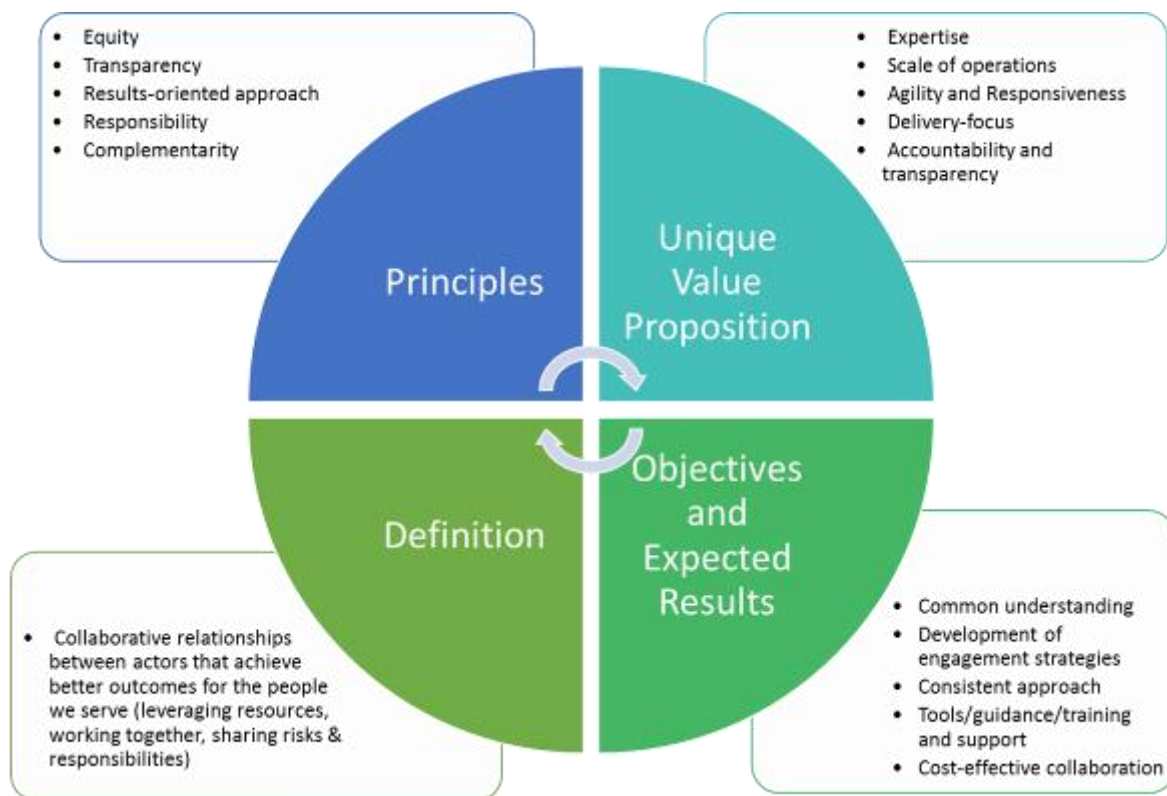 • Equity
• Transparency
• Results-oriented approach
• Responsibility
• Complementarity
• Expertise
• Scale of operations
• Agility and Responsiveness
• Delivery-focus
• Accountability and
transparency
Principles
Unique
Value
Proposition
Definition
Objectives
and
Expected
Results
• Collaborative relationships
between actors that achieve
better outcomes for the people
we serve (leveraging resources,
working together, sharing risks &
responsibilities)
• Common understanding
• Development of
engagement strategies
• Consistent approach
• Tools/guidance/training
and support
• Cost-effective collaboration